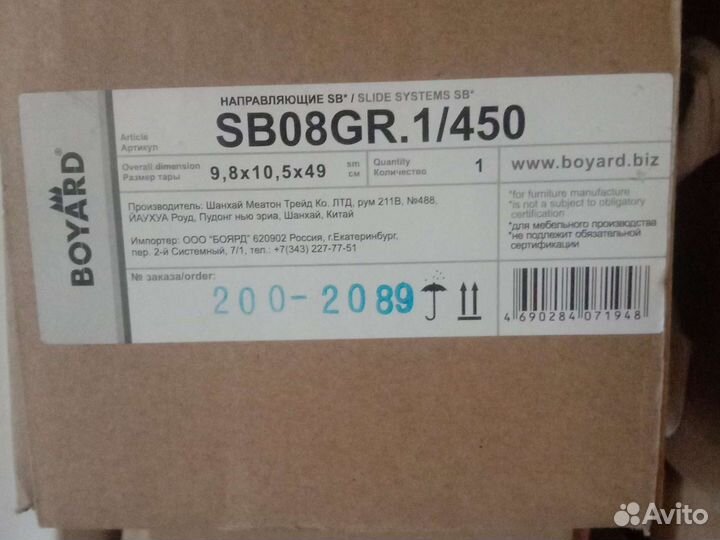 BOYARD®
НАПРАВЛЯЮЩИЕ SB* / SLIDE SYSTEMS SB*
Article
Артикул
SB08GR.1/450
Overall dimension
Размер тары
9,8x10,5x49
sm
см
Quantity
Количество
1
www.boyard.biz
Производитель: Шанхай Меатон Трейд Ко. ЛТД, рум 211В, №488,
ЙАУХУА Роуд, Пудонг нью эриа, Шанхай, Китай
Импортер: ООО "БОЯРД" 620902 Россия, г.Екатеринбург,
пер. 2-й Системный, 7/1, тел.:+7(343) 227-77-51
*for furniture manufacture
*is not a subject to obligatory
certification
*для мебельного производства
*не подлежит обязательной
сертификации
№ заказа/order:
200-2089
4 690284 071948
Avito